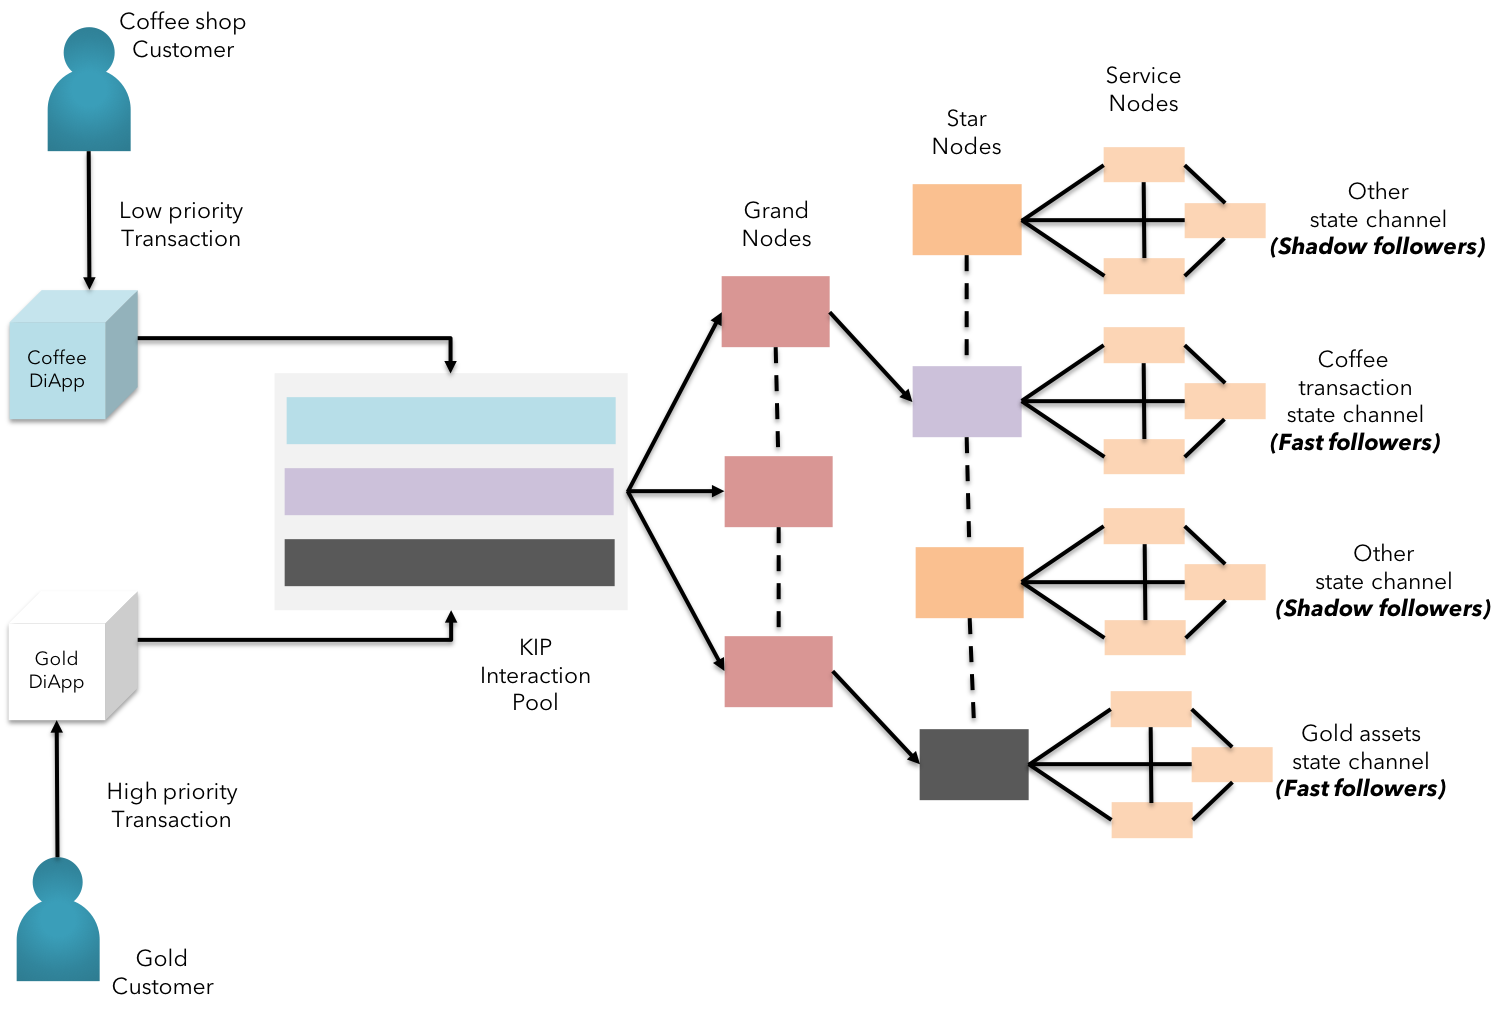 Coffee shop
Customer
Low priority
Transaction
Coffee
DiApp
Gold
DiApp
High priority
Transaction
Gold
Customer
KIP
Interaction
Pool
Grand
Nodes
Star
Nodes
Service
Nodes
Other
state channel
(Shadow followers)
Coffee
transaction
state channel
(Fast followers)
Other
state channel
(Shadow followers)
Gold assets
state channel
(Fast followers)